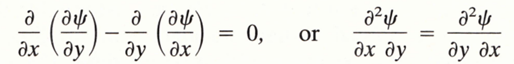 ∂/∂x (∂ψ/∂y) − ∂/∂y (∂ψ/∂x) = 0, or ∂²ψ/∂x ∂y = ∂²ψ/∂y ∂x